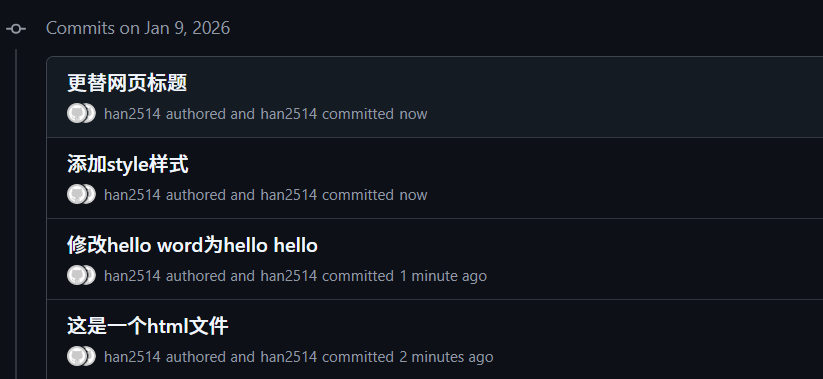 Commits on Jan 9, 2026
更替网页标题
han2514 authored and han2514 committed now
添加style样式
han2514 authored and han2514 committed now
修改hello word为hello hello
han2514 authored and han2514 committed 1 minute ago
这是一个html文件
han2514 authored and han2514 committed 2 minutes ago